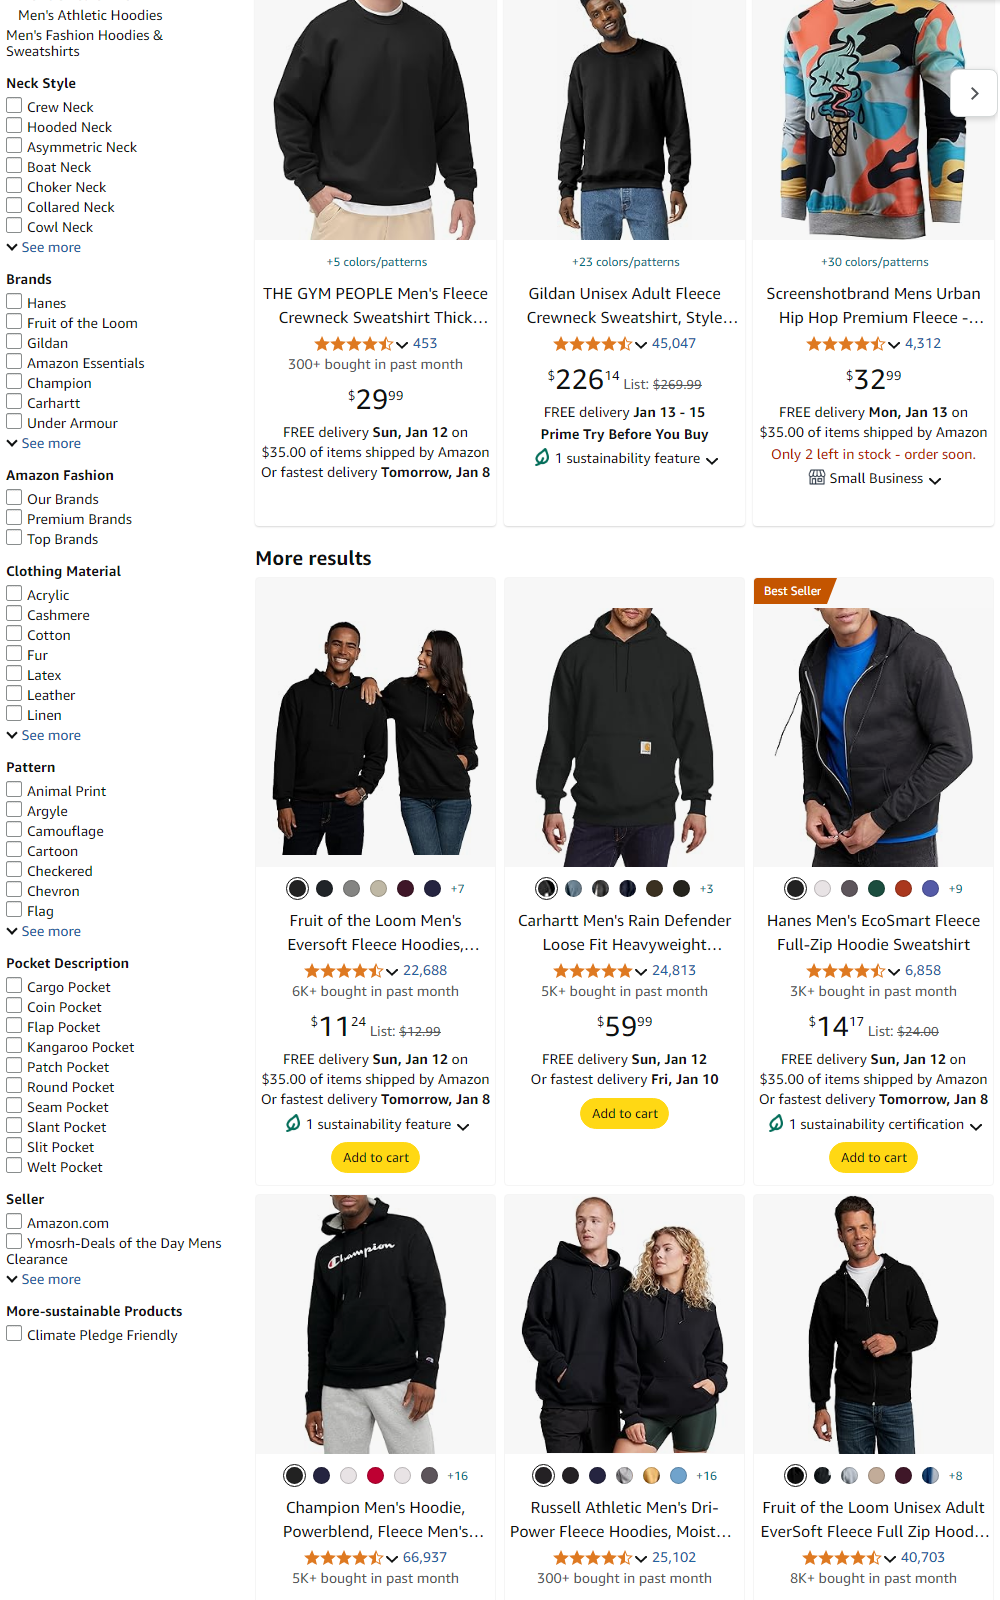 Men's Athletic Hoodies
Men's Fashion Hoodies &
Sweatshirts
Neck Style
Crew Neck
Hooded Neck
Asymmetric Neck
Boat Neck
Choker Neck
Collared Neck
Cowl Neck
See more
Brands
Hanes
Fruit of the Loom
Gildan
Amazon Essentials
Champion
Carhartt
Under Armour
See more
Amazon Fashion
Our Brands
Premium Brands
Top Brands
Clothing Material
Acrylic
Cashmere
Cotton
Fur
Latex
Leather
Linen
See more
Pattern
Animal Print
Argyle
Camouflage
Cartoon
Checkered
Chevron
Flag
See more
Pocket Description
Cargo Pocket
Coin Pocket
Flap Pocket
Kangaroo Pocket
Patch Pocket
Round Pocket
Seam Pocket
Slant Pocket
Slit Pocket
Welt Pocket
Seller
Amazon.com
Ymosrh-Deals of the Day Mens
Clearance
See more
More-sustainable Products
Climate Pledge Friendly
+5 colors/patterns
THE GYM PEOPLE Men's Fleece
Crewneck Sweatshirt Thick...
453
300+ bought in past month
$29.99
FREE delivery Sun, Jan 12 on
$35.00 of items shipped by Amazon
Or fastest delivery Tomorrow, Jan 8
+23 colors/patterns
Gildan Unisex Adult Fleece
Crewneck Sweatshirt, Style...
45,047
$226.14 List: $269.99
FREE delivery Jan 13 - 15
Prime Try Before You Buy
1 sustainability feature
+30 colors/patterns
Screenshotbrand Mens Urban
Hip Hop Premium Fleece -...
4,312
$32.99
FREE delivery Mon, Jan 13 on
$35.00 of items shipped by Amazon
Only 2 left in stock - order soon.
Small Business
More results
+7
Fruit of the Loom Men's
Eversoft Fleece Hoodies,...
22,688
6K+ bought in past month
$11.24 List: $12.99
FREE delivery Sun, Jan 12 on
$35.00 of items shipped by Amazon
Or fastest delivery Tomorrow, Jan 8
1 sustainability feature
Add to cart
+3
Carhartt Men's Rain Defender
Loose Fit Heavyweight...
24,813
5K+ bought in past month
$59.99
FREE delivery Sun, Jan 12
Or fastest delivery Fri, Jan 10
Add to cart
Best Seller
+9
Hanes Men's EcoSmart Fleece
Full-Zip Hoodie Sweatshirt
6,858
3K+ bought in past month
$14.17 List: $24.00
FREE delivery Sun, Jan 12 on
$35.00 of items shipped by Amazon
Or fastest delivery Tomorrow, Jan 8
1 sustainability certification
Add to cart
Champion
+16
Champion Men's Hoodie,
Powerblend, Fleece Men's...
66,937
5K+ bought in past month
+16
Russell Athletic Men's Dri-
Power Fleece Hoodies, Moist...
25,102
300+ bought in past month
+8
Fruit of the Loom Unisex Adult
EverSoft Fleece Full Zip Hood...
40,703
8K+ bought in past month